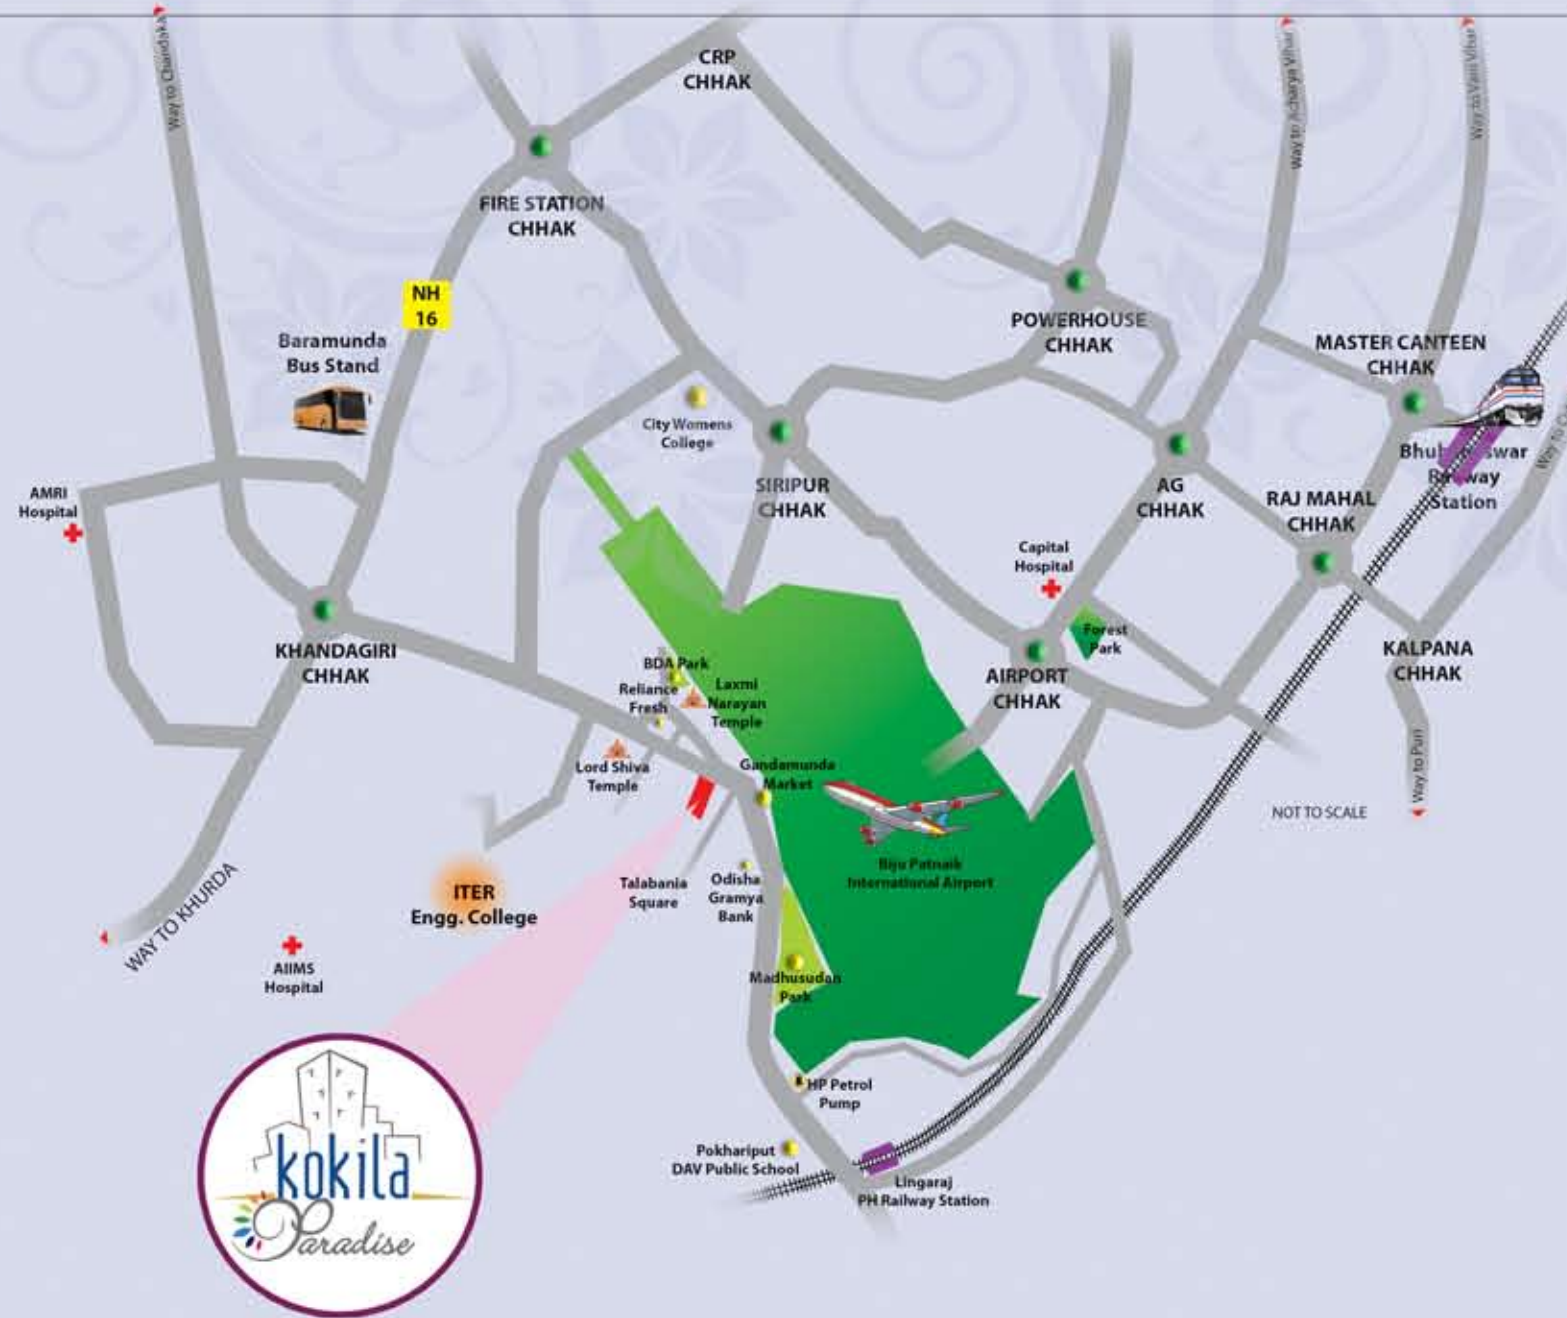 Way to Chandaka
CRP
CHHAK
Way to Acharya Vihar
Way to Vani Vihar
FIRE STATION
CHHAK
NH
16
Baramunda
Bus Stand
POWERHOUSE
CHHAK
MASTER CANTEEN
CHHAK
City Womens
College
Way to
Bhubaneswar
Railway
Station
AMRI
Hospital
SIRIPUR
CHHAK
AG
CHHAK
RAJ MAHAL
CHHAK
Capital
Hospital
Forest
Park
KHANDAGIRI
CHHAK
KALPANA
CHHAK
BDA Park
Reliance
Fresh
Laxmi
Narayan
Temple
AIRPORT
CHHAK
Way to Puri
Lord Shiva
Temple
Gandamunda
Market
NOT TO SCALE
Biju Patnaik
International Airport
ITER
Engg. College
Talabania
Square
Odisha
Gramya
Bank
WAY TO KHURDA
AIIMS
Hospital
Madhusudan
Park
HP Petrol
Pump
Pokhariput
DAV Public School
Lingaraj
PH Railway Station
kokila
Paradise